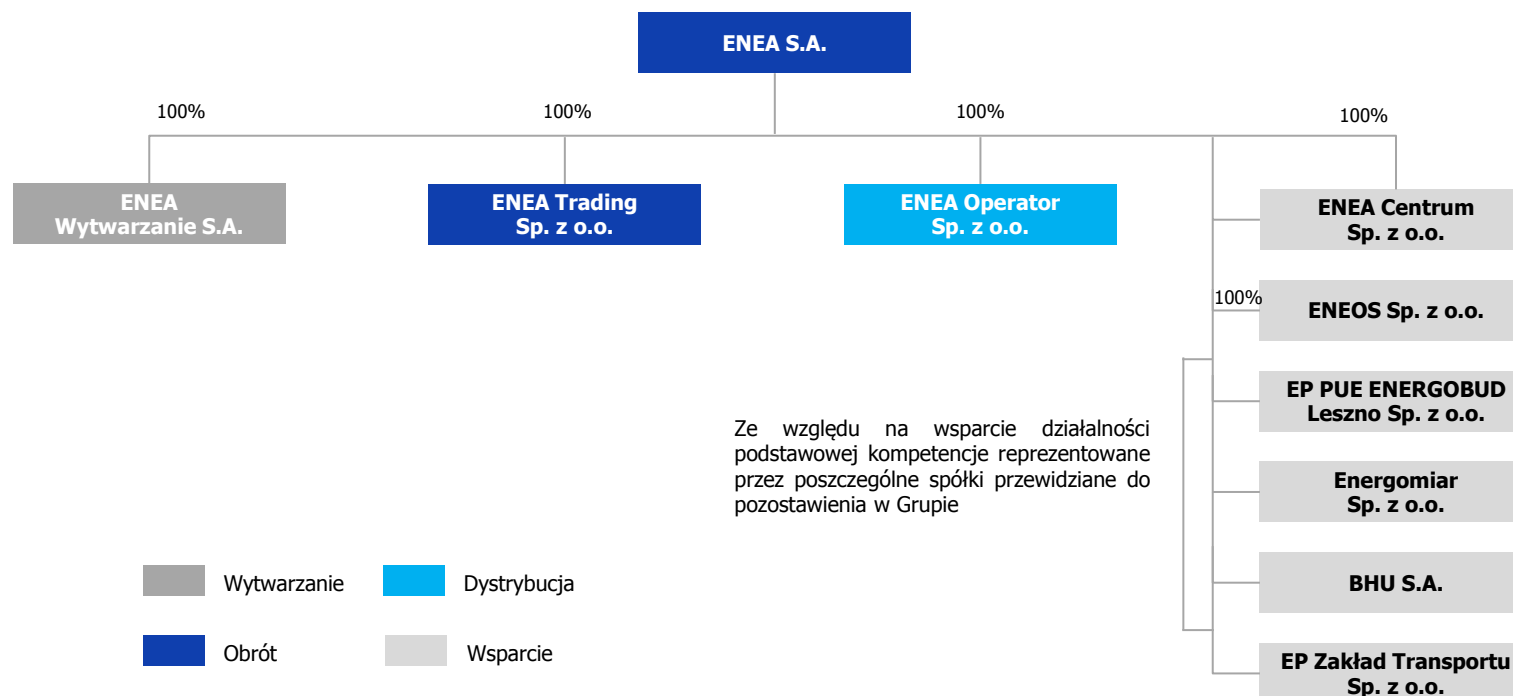 ENEA S.A.
100%
100%
100%
100%
ENEA
Wytwarzanie S.A.
ENEA Trading
Sp. z o.o.
ENEA Operator
Sp. z o.o.
ENEA Centrum
Sp. z o.o.
100%
ENEOS Sp. z o.o.
EP PUE ENERGOBUD
Leszno Sp. z o.o.
Ze względu na wsparcie działalności
podstawowej kompetencje reprezentowane
przez poszczególne spółki przewidziane do
pozostawienia w Grupie
Energomiar
Sp. z o.o.
BHU S.A.
EP Zakład Transportu
Sp. z o.o.
Wytwarzanie
Dystrybucja
Obrót
Wsparcie